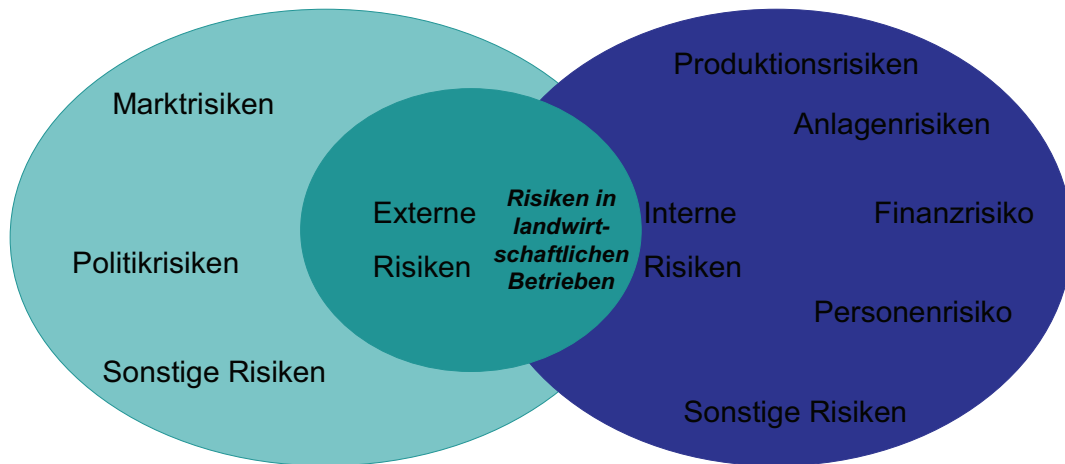 Marktrisiken
Politikrisiken
Sonstige Risiken
Externe
Risiken
Risiken in
landwirt-
schaftlichen
Betrieben
Interne
Risiken
Produktionsrisiken
Anlagenrisiken
Finanzrisiko
Personenrisiko
Sonstige Risiken